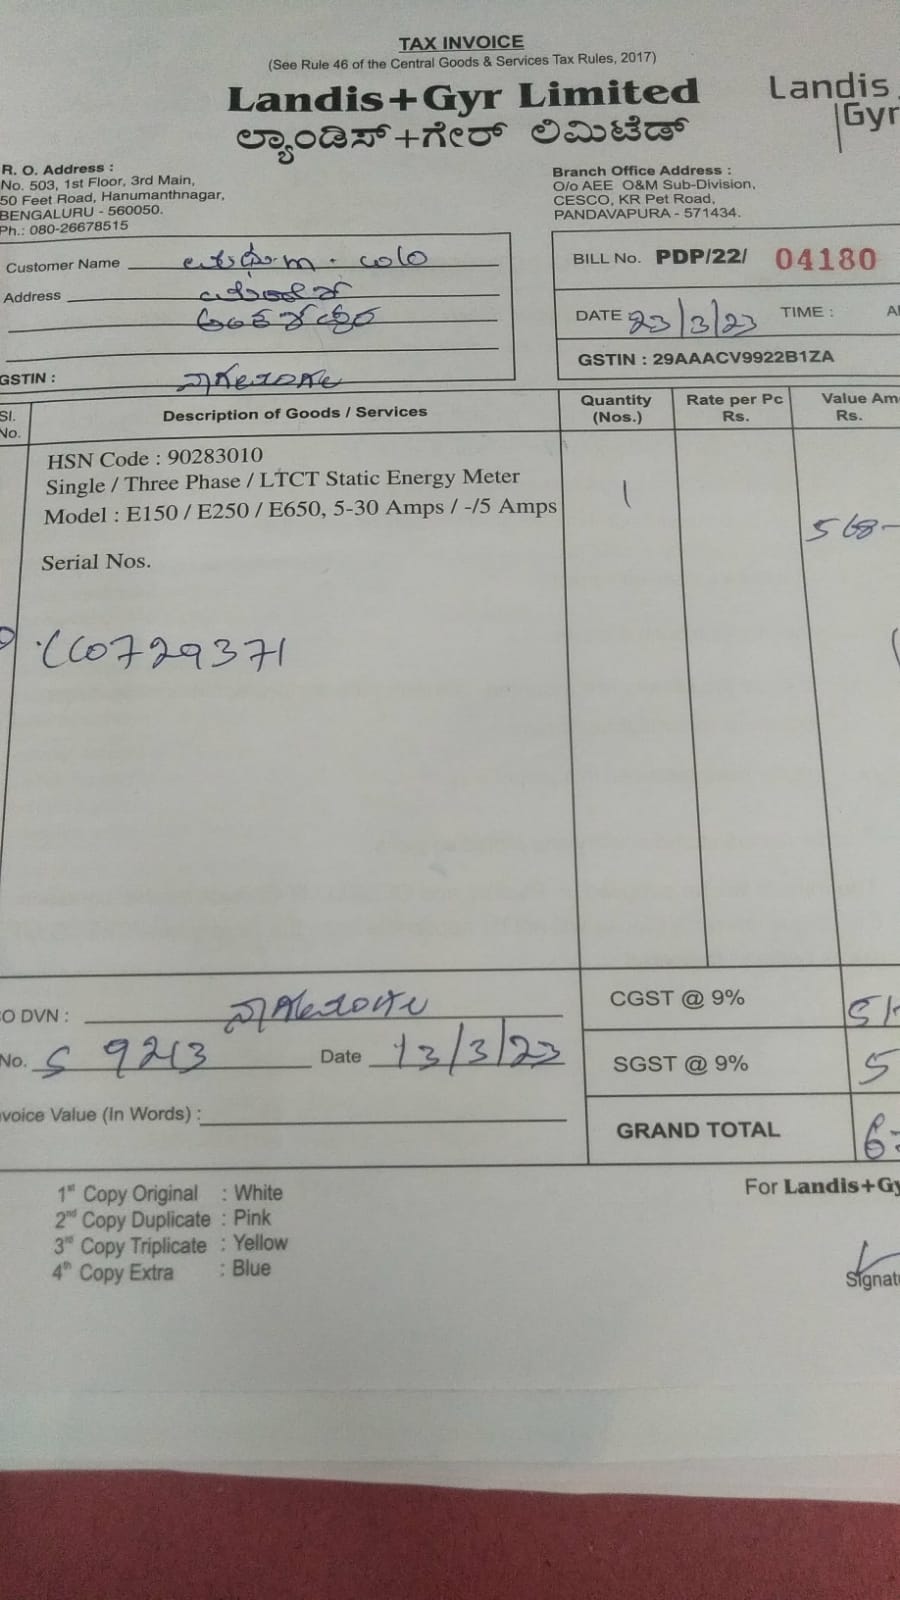 TAX INVOICE
(See Rule 46 of the Central Goods & Services Tax Rules, 2017)
Landis+Gyr Limited
ಲ್ಯಾಂಡಿಸ್+ಗೇರ್ ಲಿಮಿಟೆಡ್
Landis
Gyr
R. O. Address :
No. 503, 1st Floor, 3rd Main,
50 Feet Road, Hanumanthnagar,
BENGALURU - 560050.
Ph.: 080-26678515
Branch Office Address :
O/o AEE O&M Sub-Division,
CESCO, KR Pet Road,
PANDAVAPURA - 571434.
Customer Name
Address
GSTIN :
BILL No. PDP/22/ 04180
DATE 23/3/23 TIME :
GSTIN : 29AAACV9922B1ZA
Sl. No. Description of Goods / Services Quantity (Nos.) Rate per Pc Rs. Value Rs.
HSN Code : 90283010
Single / Three Phase / LTCT Static Energy Meter 1
Model : E150 / E250 / E650, 5-30 Amps / -/5 Amps
568-
Serial Nos.
0729371
DVN :
No. S 9213 Date 13/3/23
Value (In Words) :
CGST @ 9%
SGST @ 9%
GRAND TOTAL
1st Copy Original : White
2nd Copy Duplicate : Pink
3rd Copy Triplicate : Yellow
4th Copy Extra : Blue
For Landis+Gy